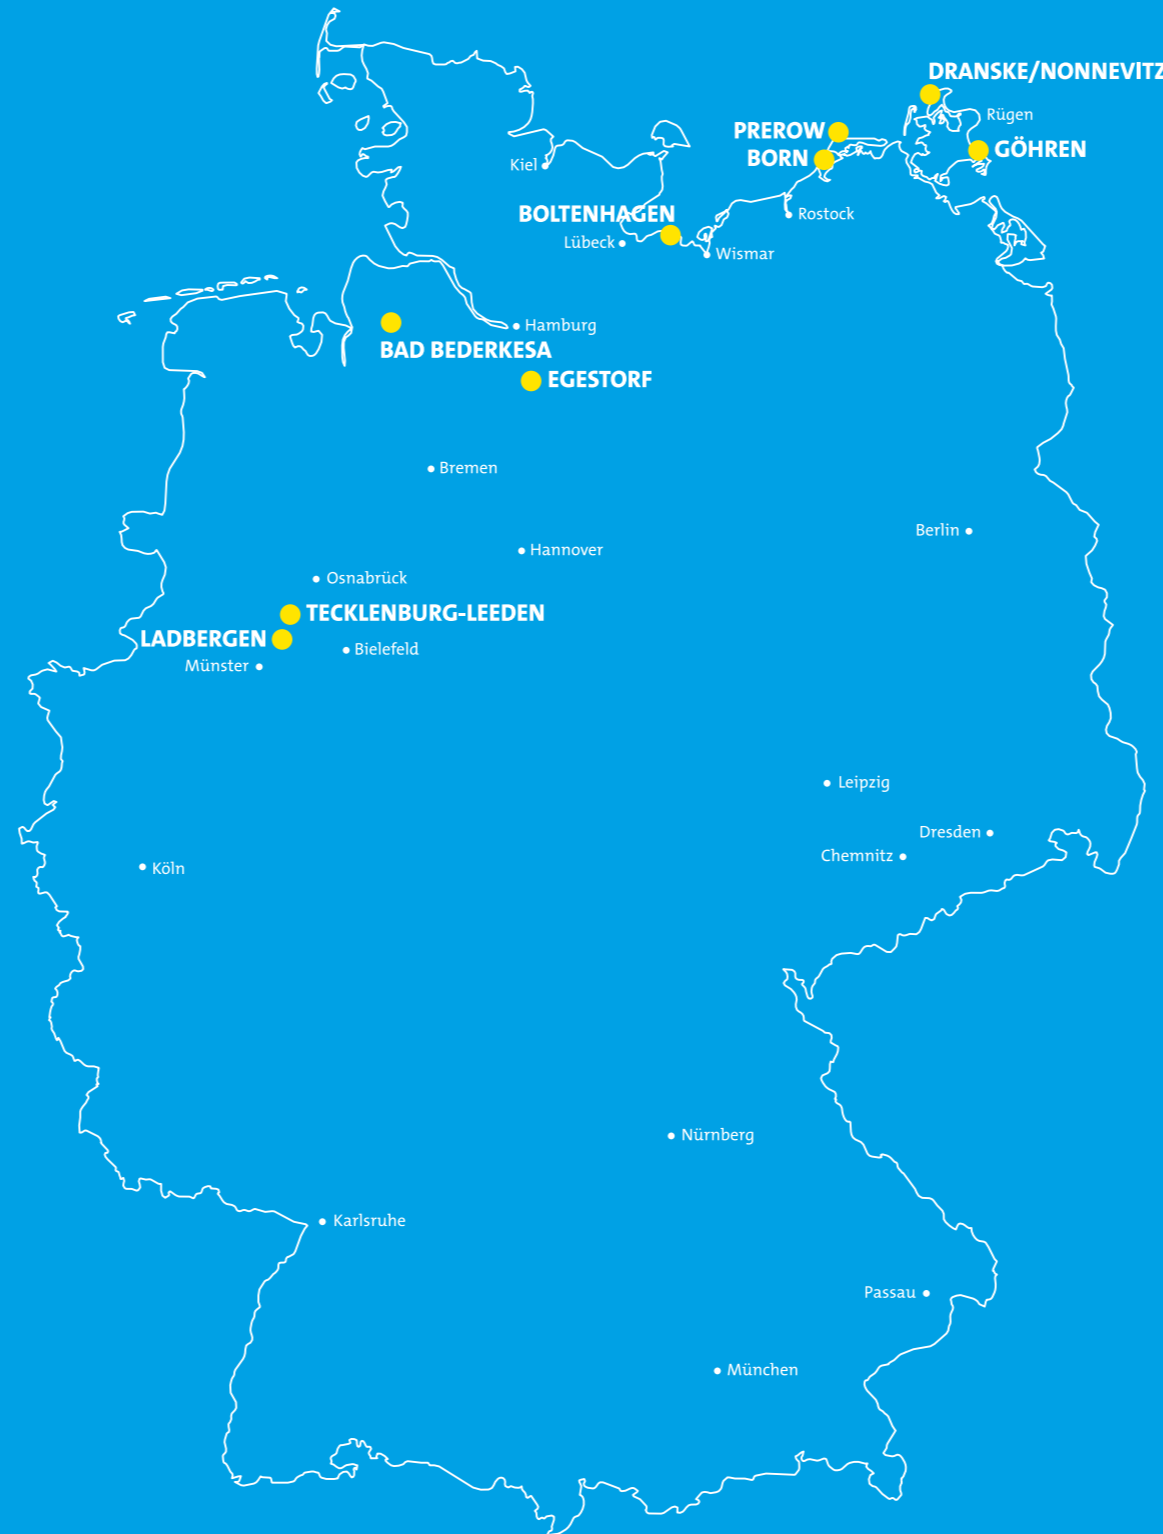 DRANSKE/NONNEVITZ
Rügen
PREROW
GÖHREN
BORN
Kiel
BOLTENHAGEN
Rostock
Lübeck
Wismar
Hamburg
BAD BEDERKESA
EGESTORF
Bremen
Berlin
Hannover
Osnabrück
TECKLENBURG-LEEDEN
LADBERGEN
Bielefeld
Münster
Leipzig
Dresden
Chemnitz
Köln
Nürnberg
Karlsruhe
Passau
München